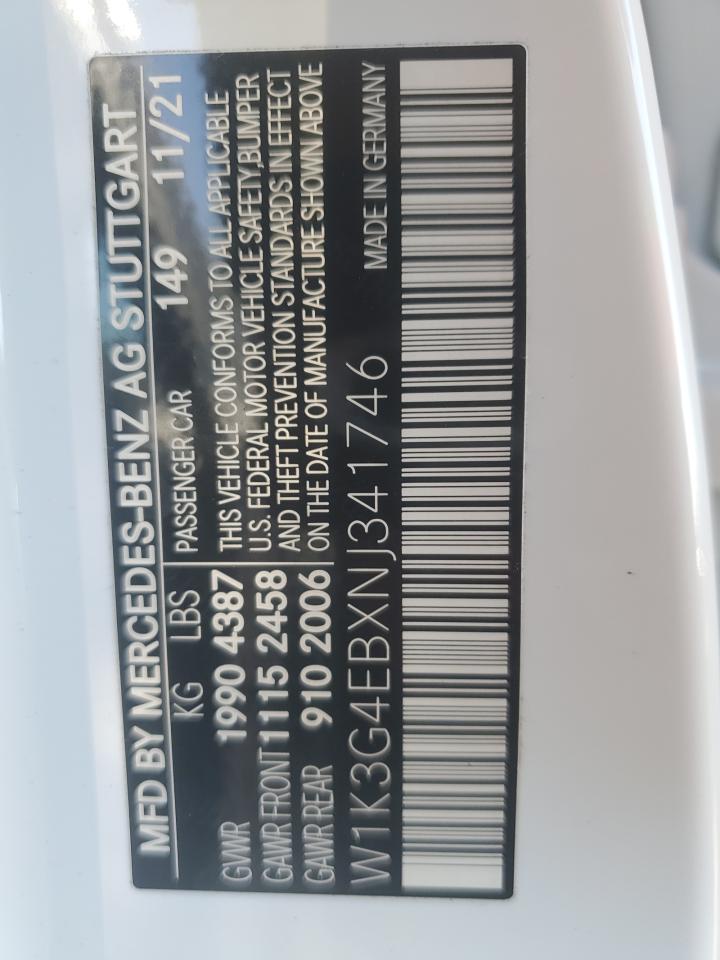 MFD BY MERCEDES-BENZ AG STUTTGART
KG LBS PASSENGER CAR 149 11/21
GVWR 1990 4387 THIS VEHICLE CONFORMS TO ALL APPLICABLE
GAWR FRONT 1115 2458 U.S. FEDERAL MOTOR VEHICLE SAFETY,BUMPER
AND THEFT PREVENTION STANDARDS IN EFFECT
GAWR REAR 910 2006 ON THE DATE OF MANUFACTURE SHOWN ABOVE
W1K3G4EBXNJ341746 MADE IN GERMANY